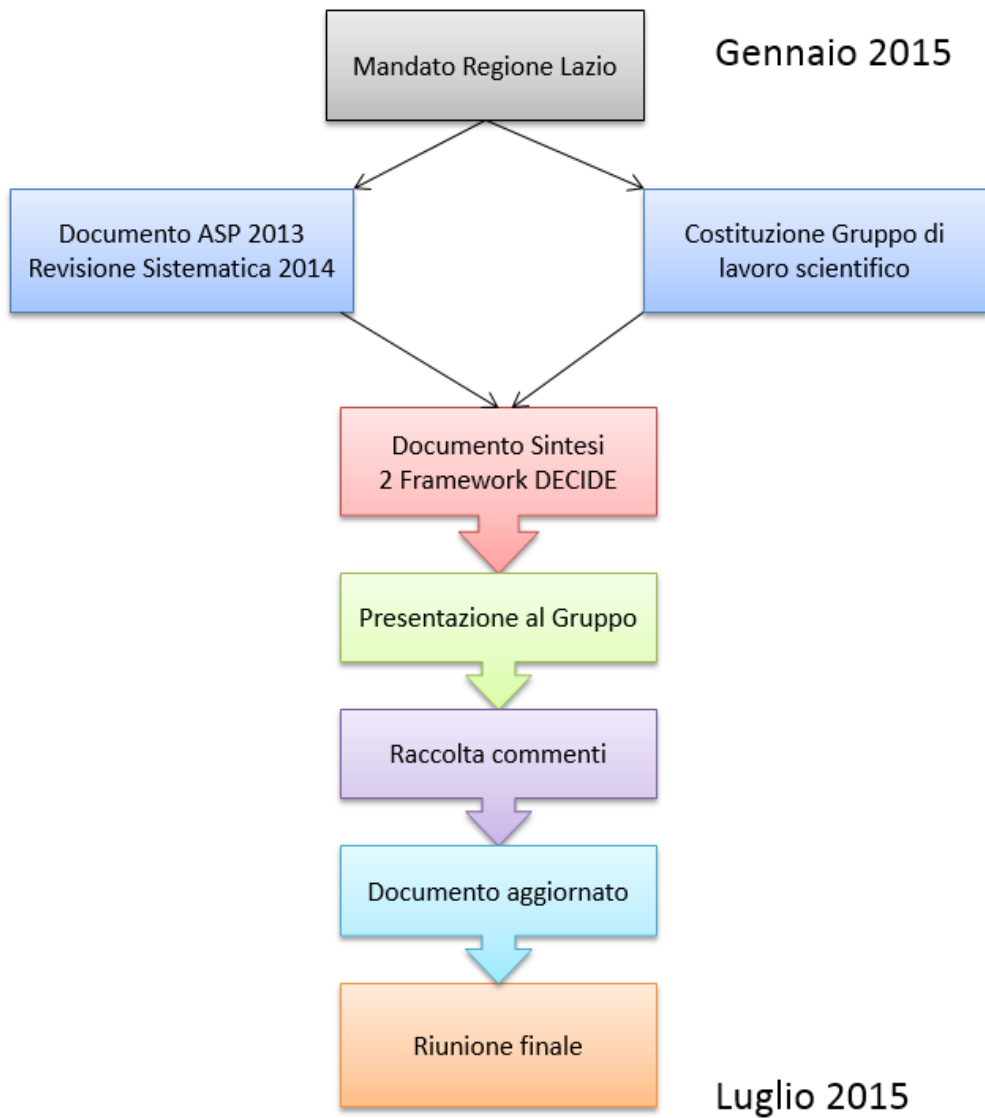 Mandato Regione Lazio
Gennaio 2015
Documento ASP 2013
Revisione Sistematica 2014
Costituzione Gruppo di
lavoro scientifico
Documento Sintesi
2 Framework DECIDE
Presentazione al Gruppo
Raccolta commenti
Documento aggiornato
Riunione finale
Luglio 2015